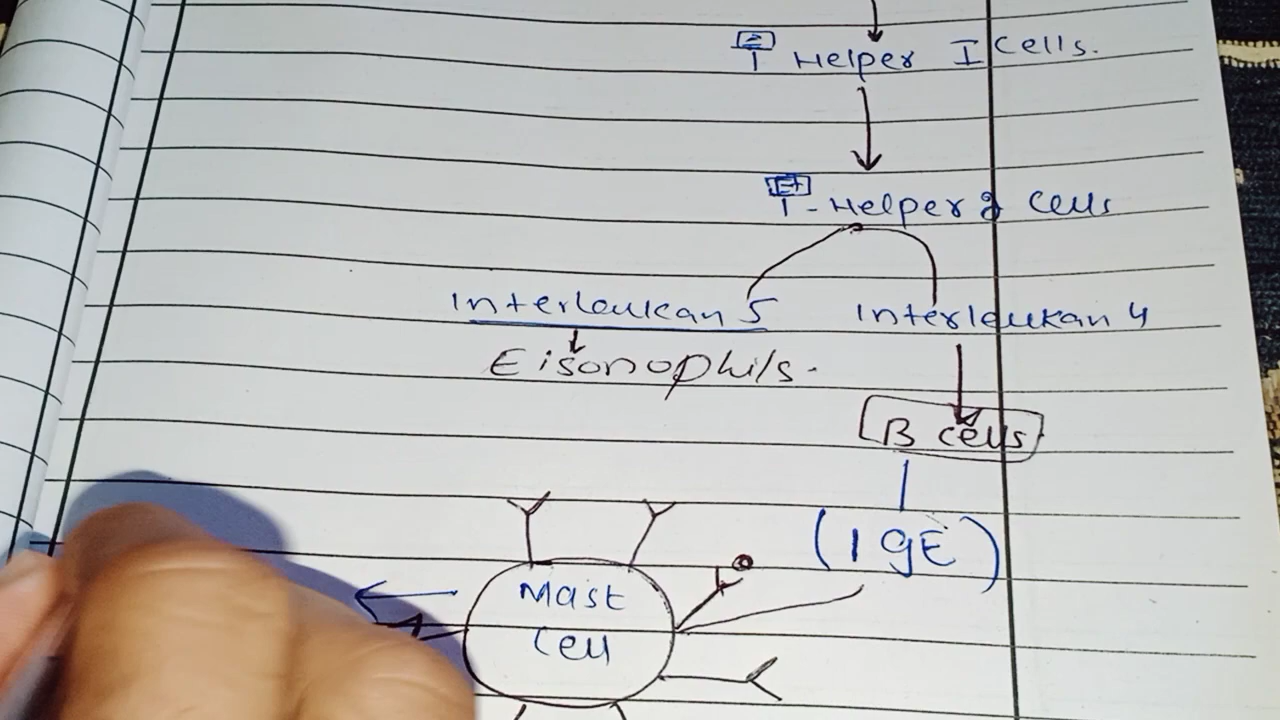 T Helper I Cells.
T-Helper 2 Cells
Interleukan 5 Interleukan 4
Eisonophils.
B cells
(IgE)
Mast
Cell